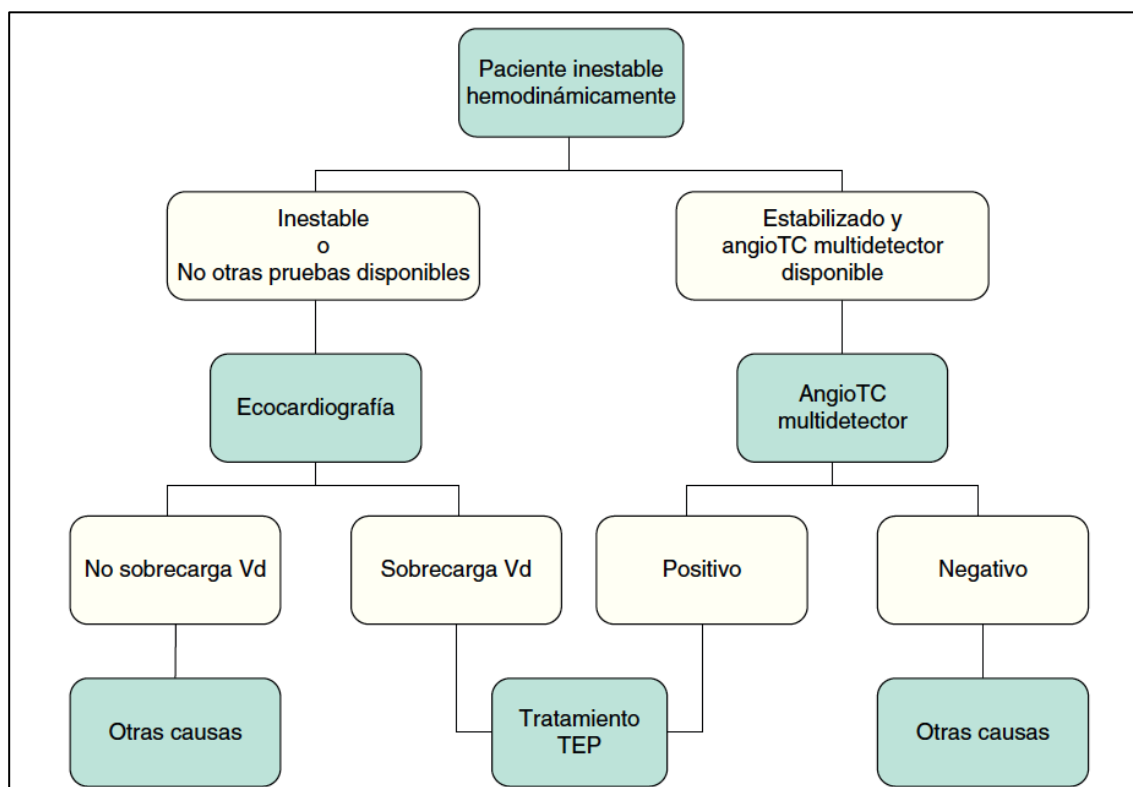 Paciente inestable
hemodinámicamente
Inestable
o
No otras pruebas disponibles
Estabilizado y
angioTC multidetector
disponible
Ecocardiografía
AngioTC
multidetector
No sobrecarga Vd
Sobrecarga Vd
Positivo
Negativo
Otras causas
Tratamiento
TEP
Otras causas